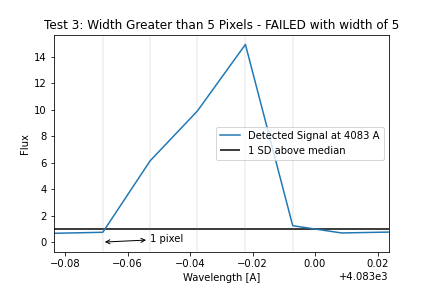 Test 3: Width Greater than 5 Pixels - FAILED with width of 5
Flux
14
12
10
8
6
4
2
0
Detected Signal at 4083 A
1 SD above median
1 pixel
−0.08 −0.06 −0.04 −0.02 0.00 0.02
Wavelength [A]
+4.083e3